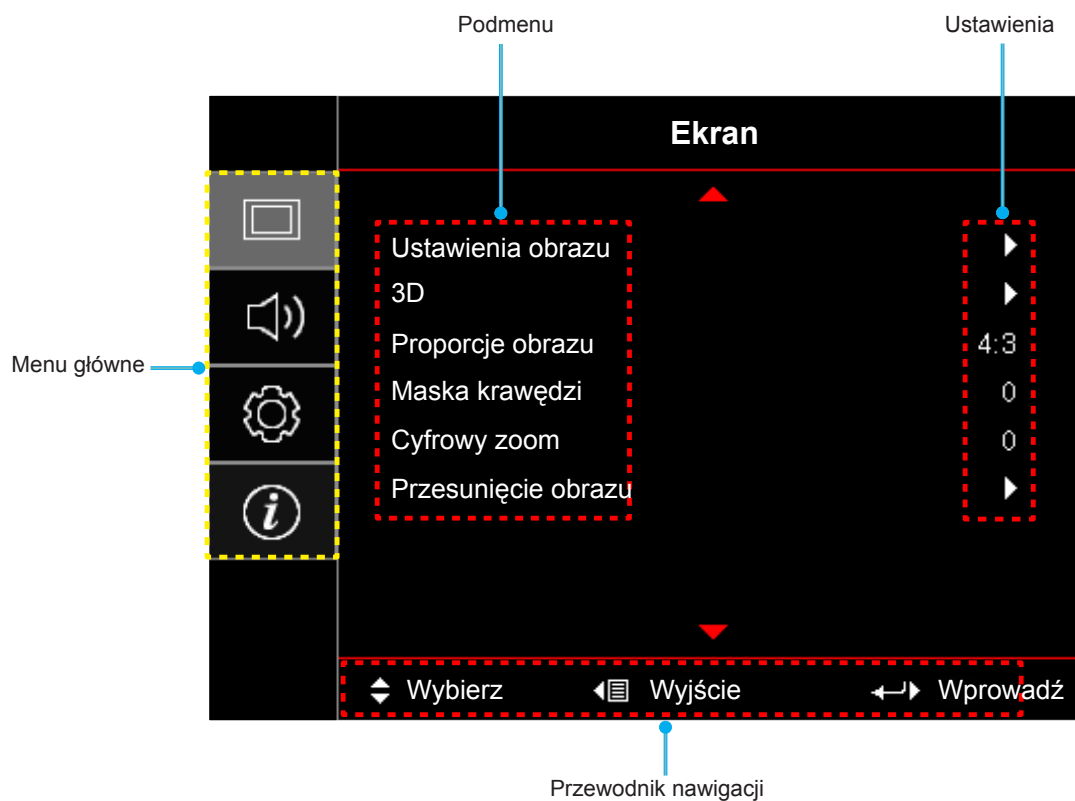 Podmenu
Ustawienia
Ekran
Ustawienia obrazu
3D
Proporcje obrazu 4:3
Maska krawędzi 0
Cyfrowy zoom 0
Przesunięcie obrazu
Menu główne
i
Wybierz Wyjście Wprowadź
Przewodnik nawigacji